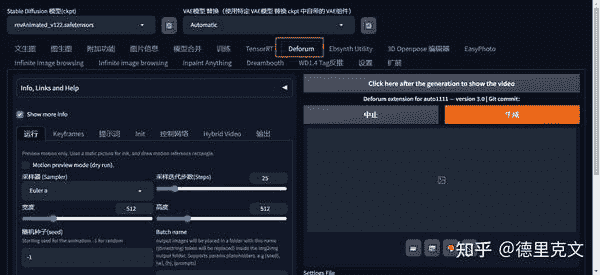 Stable Diffusion 模型(ckpt)
VAE模型 替换 (使用特定 VAE模型 替换 ckpt 中自带的 VAE组件)
revAnimated_v122.safetensors
Automatic
文生图 图生图 附加功能 图片信息 模型合并 训练 TensorRT Deforum Ebsynth Utility 3D Openpose 编辑器 EasyPhoto
Infinite image browsing Infinite image browsing Inpaint Anything Dreambooth WD1.4 Tag反推 设置 扩展
Click here after the generation to show the video
Info, Links and Help
Deforum extension for auto1111 — version 3.0 | Git commit:
Show more Info
中止
生成
运行 Keyframes 提示词 Init 控制网络 Hybrid Video 输出
Preview motion only. Uses a static picture for init, and draw motion reference rectangle.
Motion preview mode (dry run).
采样器 (Sampler)
采样迭代步数(Steps)
25
Euler a
宽度
512
高度
512
随机种子(seed)
Starting seed for the animation. -1 for random
-1
Batch name
output images will be placed in a folder with this name
({timestring} token will be replaced) inside the img2img
output folder. Supports params placeholders. e.g {seed},
{w}, {h}, {prompts}
Settings File
知乎 @德里克文